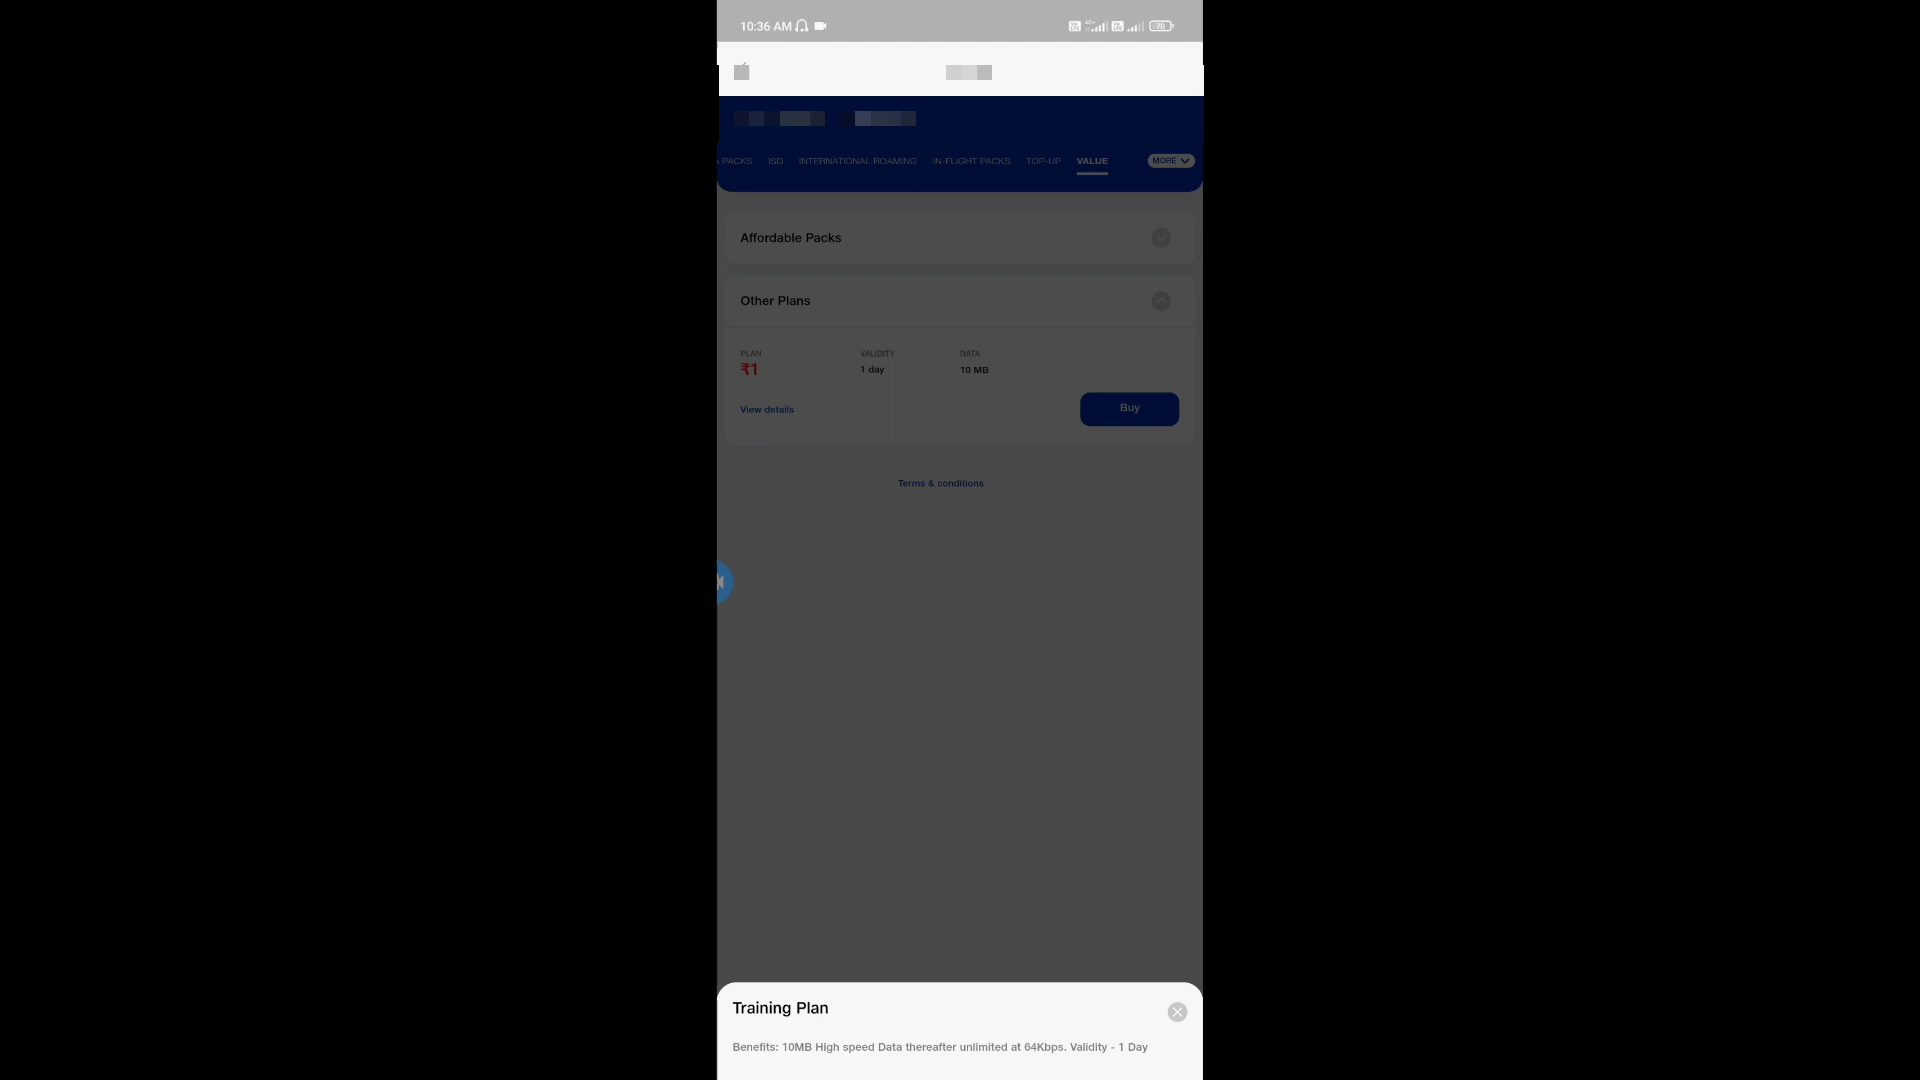 10:36 AM
70
PACKS ISD INTERNATIONAL ROAMING IN-FLIGHT PACKS TOP-UP VALUE MORE
Affordable Packs
Other Plans
PLAN VALIDITY DATA
₹1 1 day 10 MB
View details Buy
Terms & conditions
Training Plan
Benefits: 10MB High speed Data thereafter unlimited at 64Kbps. Validity - 1 Day